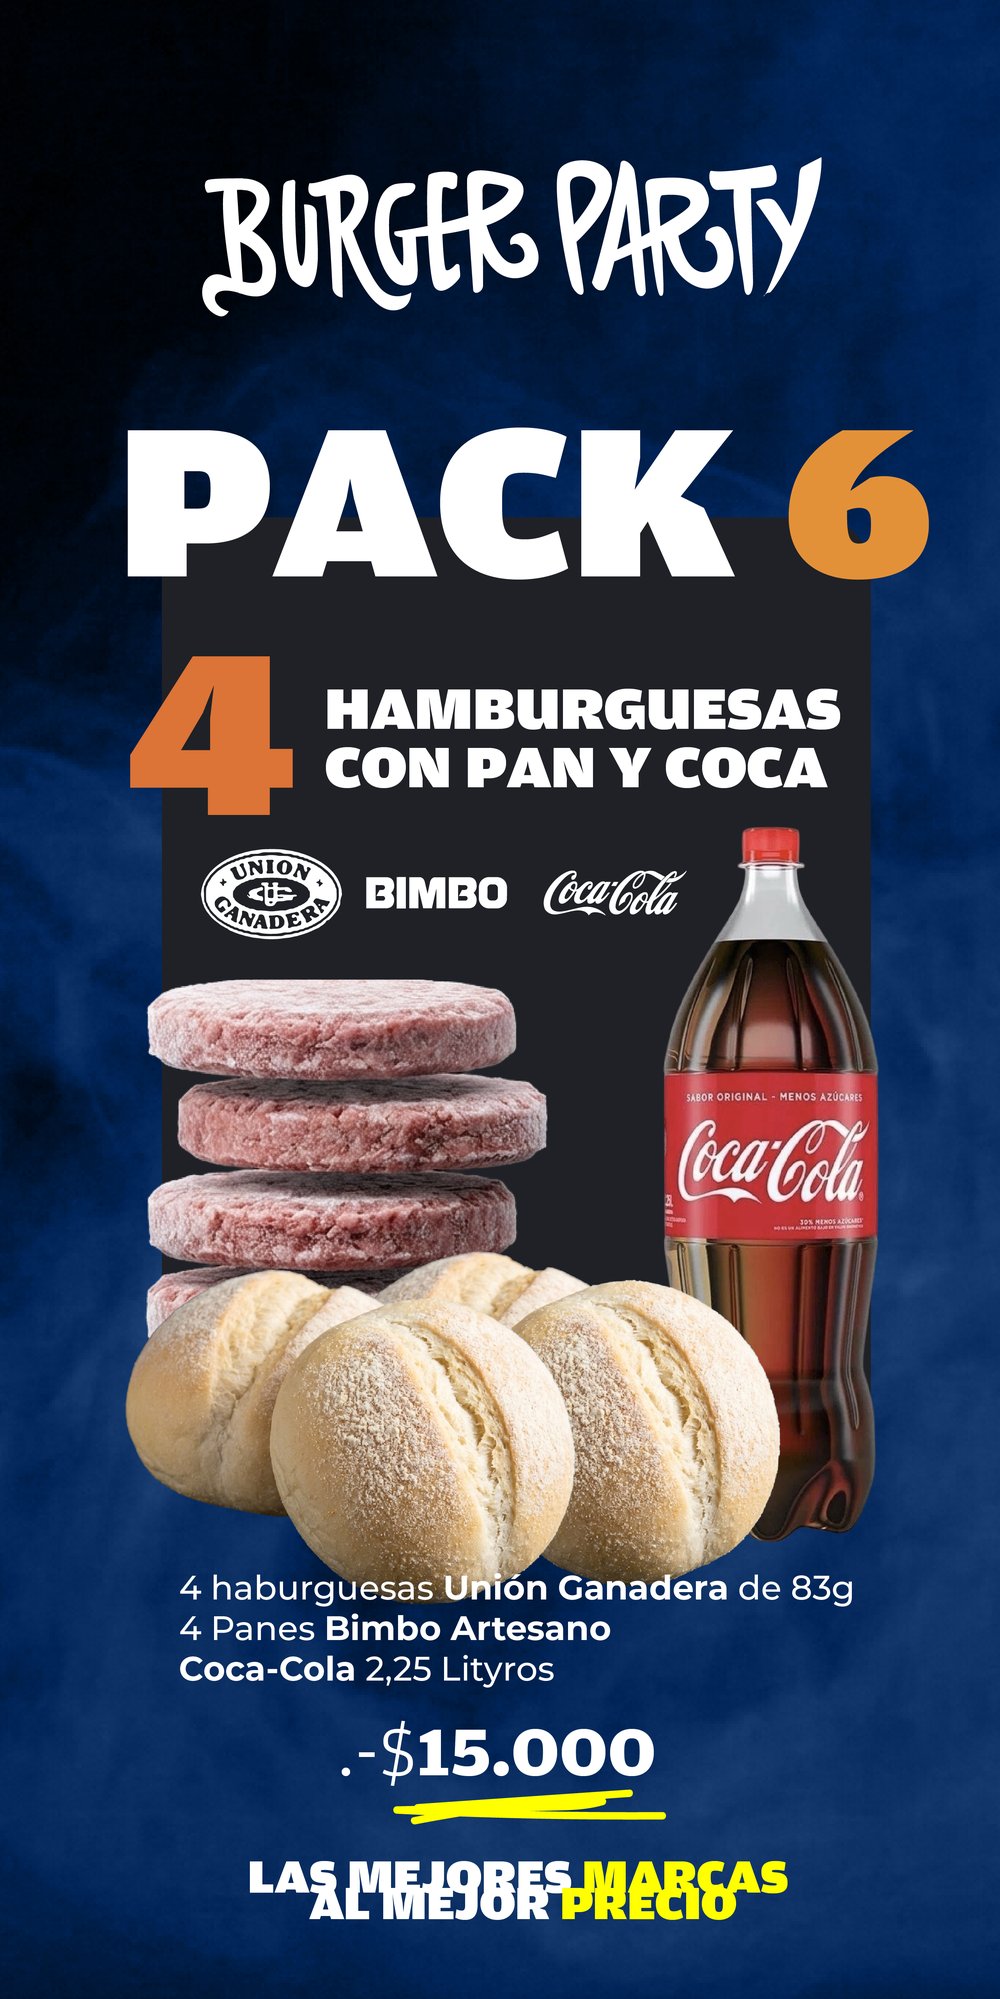 BURGER PARTY
PACK 6
4
HAMBURGUESAS
CON PAN Y COCA
UNION
GANADERA
BIMBO
Coca-Cola
SABOR ORIGINAL - MENOS AZÚCARES
Coca-Cola
30% MENOS AZÚCARES
4 haburguesas Unión Ganadera de 83g
4 Panes Bimbo Artesano
Coca-Cola 2,25 Lityros
.-$15.000
LAS MEJORES MARCAS
AL MEJOR PRECIO